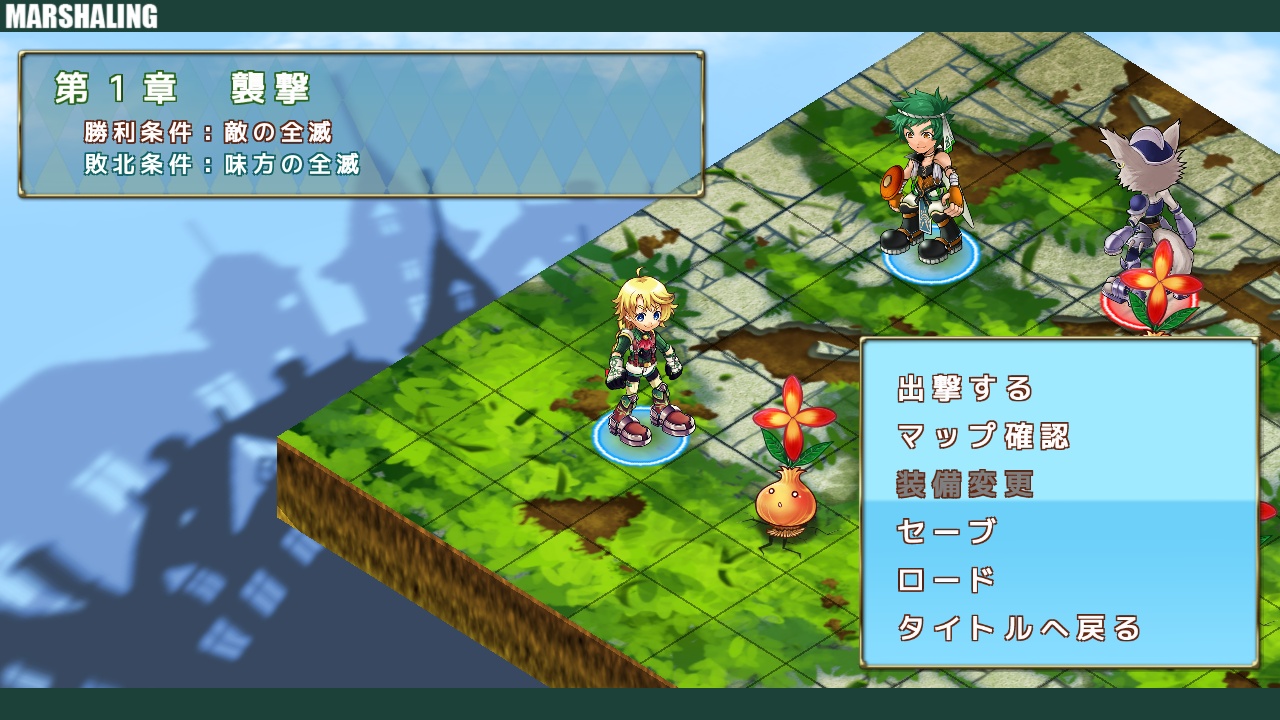 MARSHALING
第１章　襲撃
勝利条件：敵の全滅
敗北条件：味方の全滅
出撃する
マップ確認
装備変更
セーブ
ロード
タイトルへ戻る